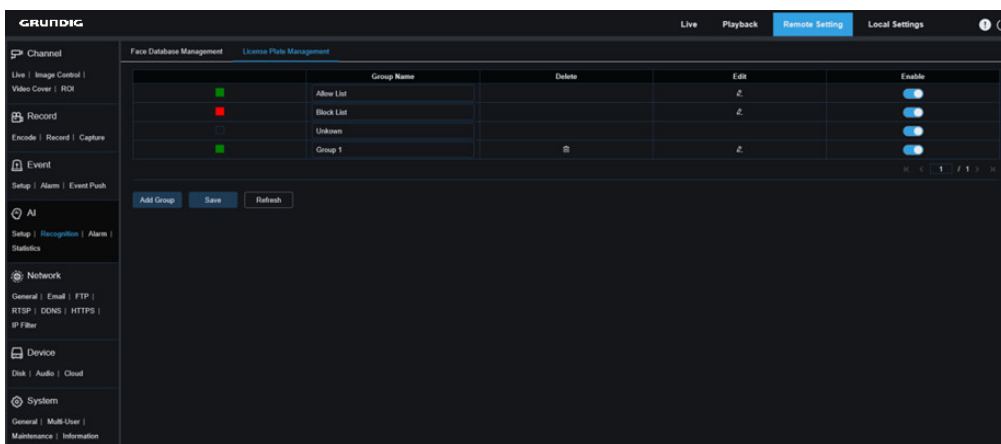 GRUNDIG
Live Playback Remote Setting Local Settings
Channel
Live | Image Control |
Video Cover | ROI
Record
Encode | Record | Capture
Event
Setup | Alarm | Event Push
AI
Setup | Recognition | Alarm |
Statistics
Network
General | Email | FTP |
RTSP | DDNS | HTTPS |
IP Filter
Device
Disk | Audio | Cloud
System
General | Multi-User |
Maintenance | Information
Face Database Management License Plate Management
Group Name Delete Edit Enable
Allow List
Block List
Unkown
Group 1
1 / 1
Add Group Save Refresh